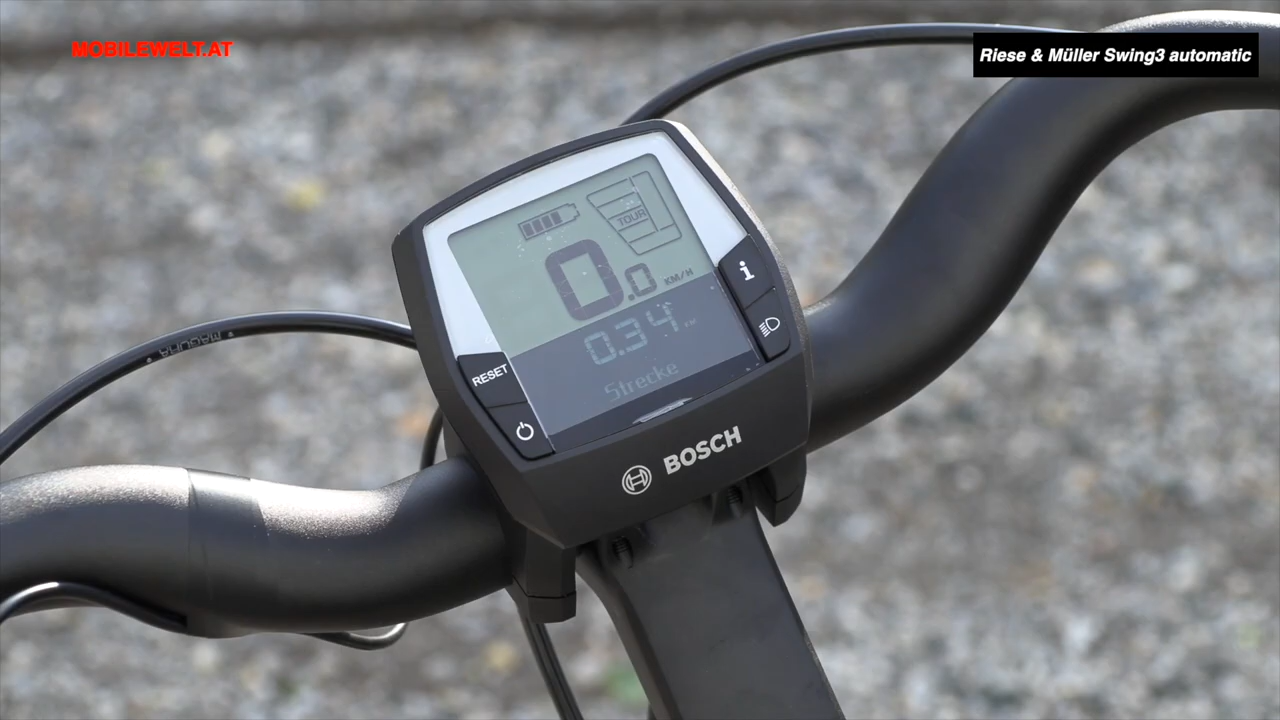 MOBILEWELT.AT
Riese & Müller Swing3 automatic
TOUR
0.0 KM/H
0.34 KM
Strecke
i
RESET
BOSCH
MAGURA